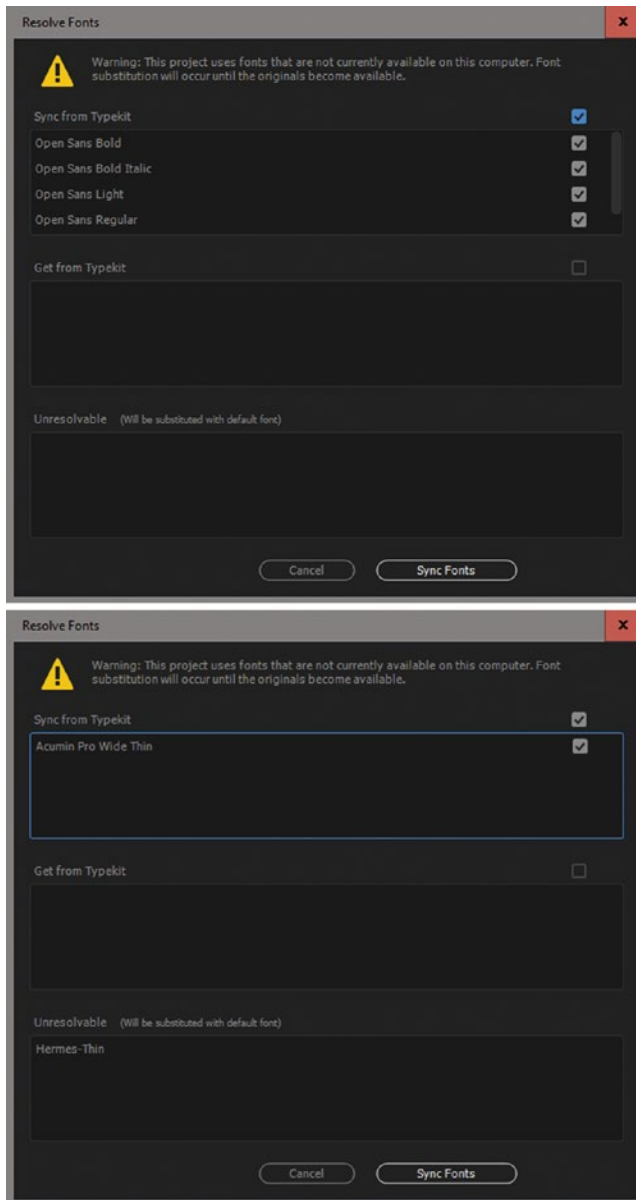 Resolve Fonts
x
Warning: This project uses fonts that are not currently available on this computer. Font
substitution will occur until the originals become available.
Sync from Typekit
Open Sans Bold
Open Sans Bold Italic
Open Sans Light
Open Sans Regular
Get from Typekit
Unresolvable (Will be substituted with default font)
Cancel Sync Fonts
Resolve Fonts
x
Warning: This project uses fonts that are not currently available on this computer. Font
substitution will occur until the originals become available.
Sync from Typekit
Acumin Pro Wide Thin
Get from Typekit
Unresolvable (Will be substituted with default font)
Hermes-Thin
Cancel Sync Fonts